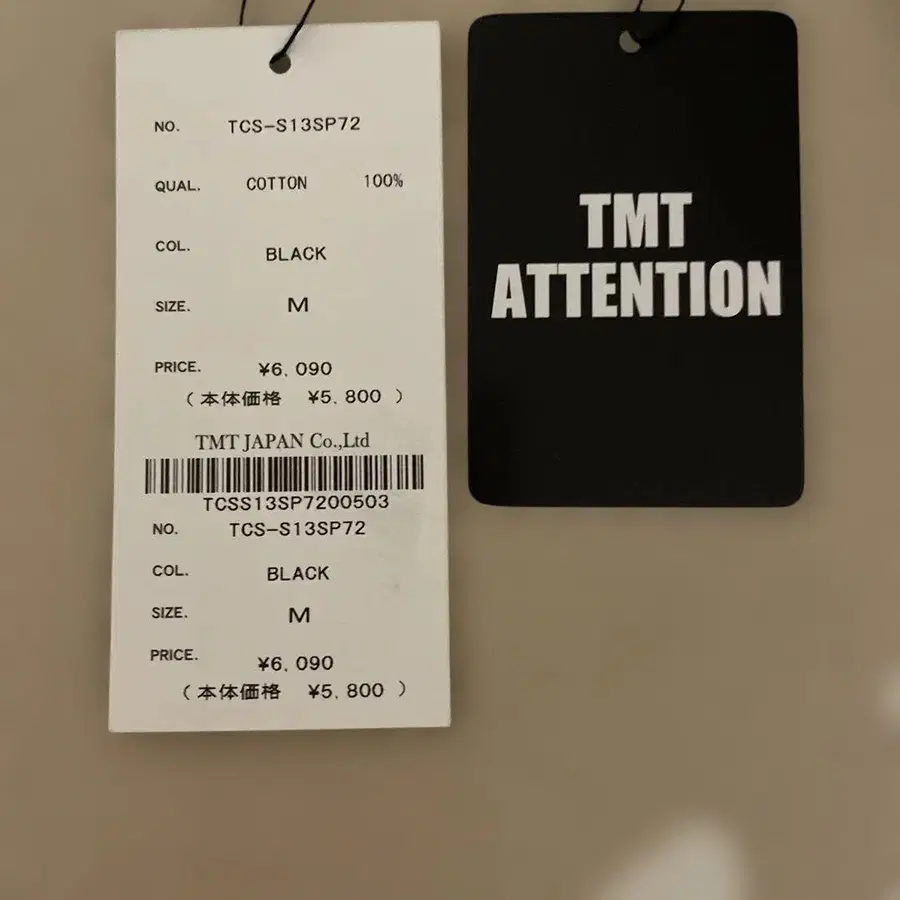 NO. TCS-S13SP72
QUAL. COTTON 100%
COL. BLACK
SIZE. M
PRICE. ¥6,090
(本体価格 ¥5,800 )
TMT JAPAN Co.,Ltd
TCSS13SP7200503
NO. TCS-S13SP72
COL. BLACK
SIZE. M
PRICE. ¥6,090
(本体価格 ¥5,800 )
TMT
ATTENTION